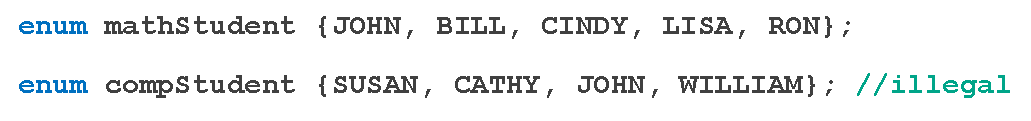 enum mathStudent {JOHN, BILL, CINDY, LISA, RON};
enum compStudent {SUSAN, CATHY, JOHN, WILLIAM}; //illegal